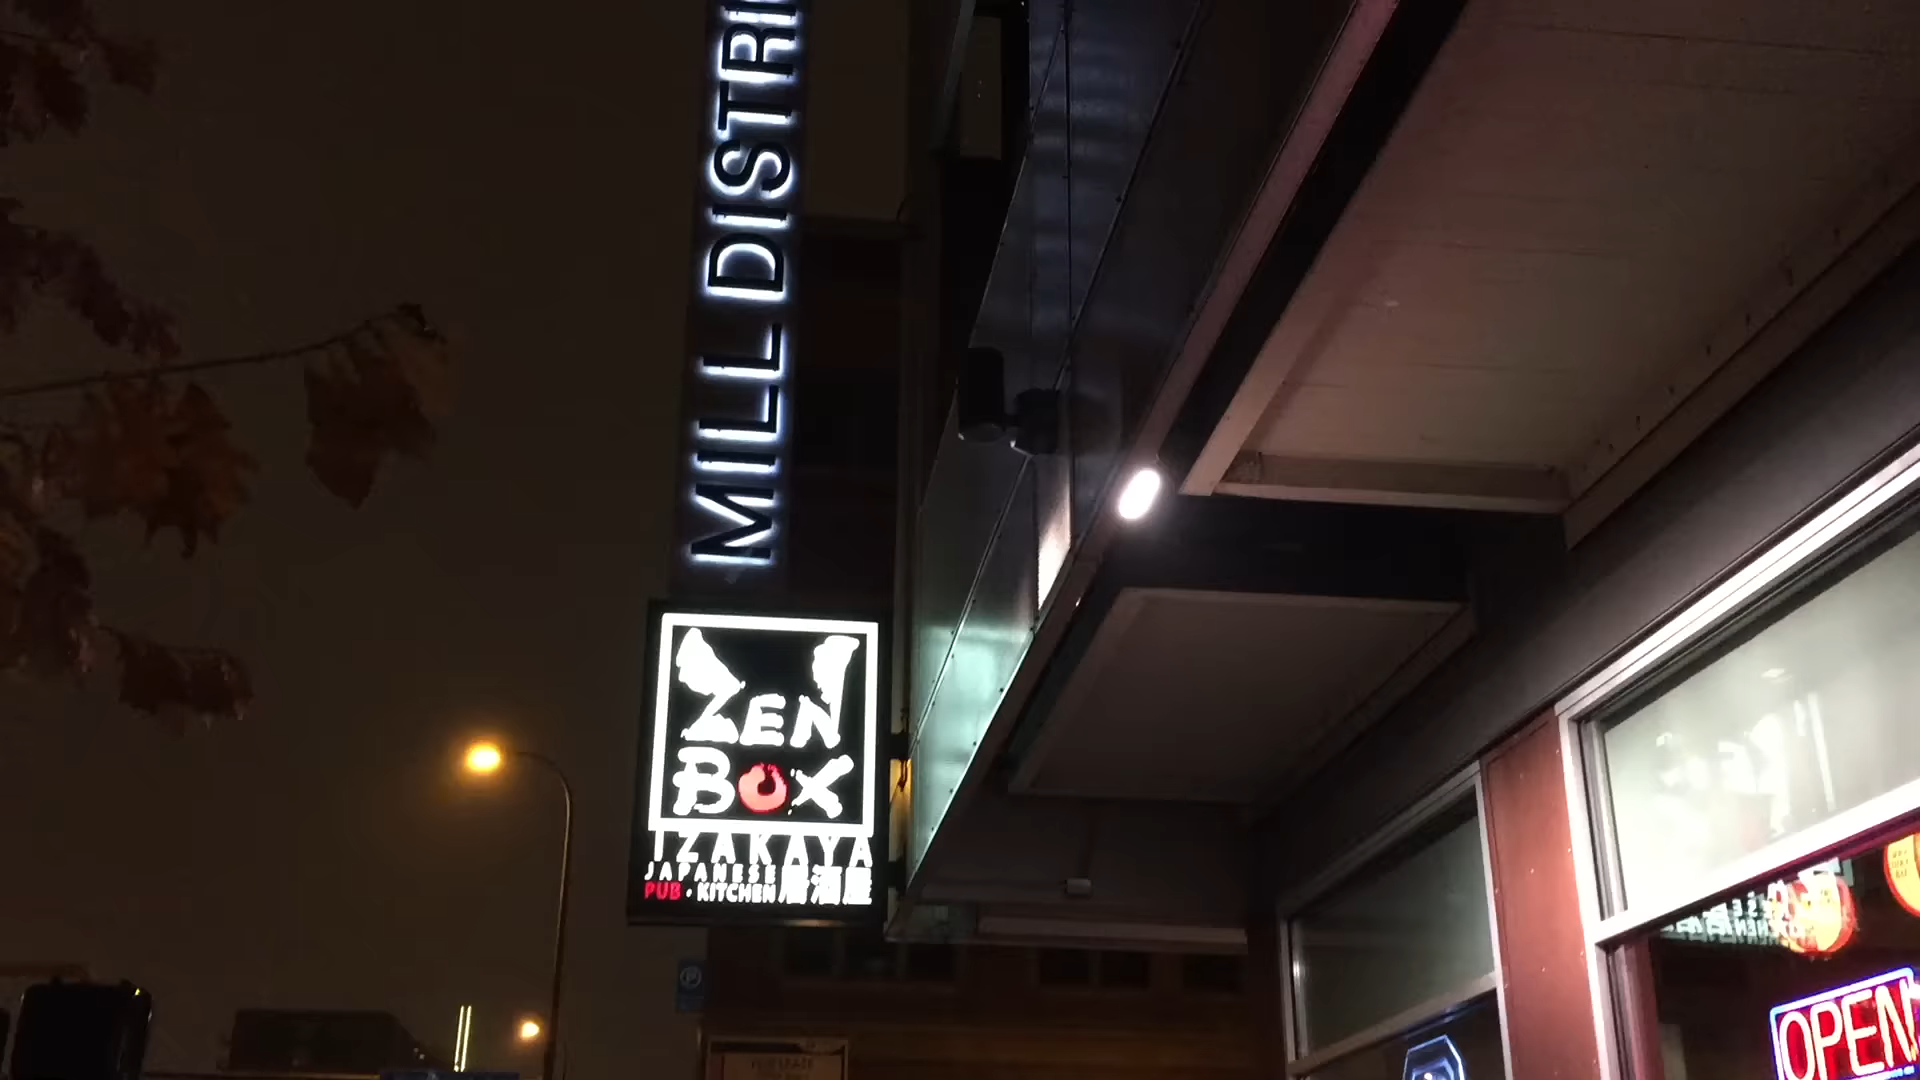 MILL DISTRI
ZEN
BOX
IZAKAYA
JAPANESE
PUB · KITCHEN 居酒屋
OPEN